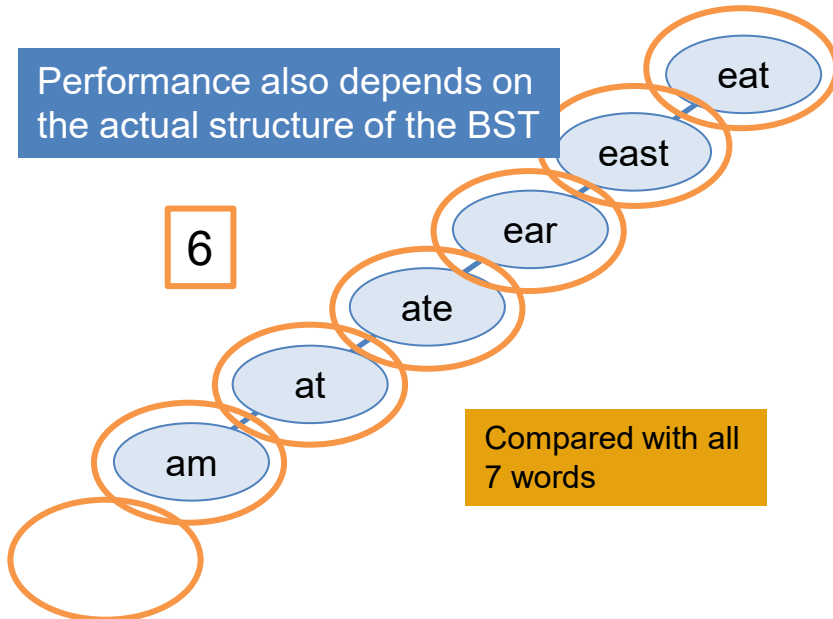 eat
Performance also depends on
the actual structure of the BST
east
ear
6
ate
at
Compared with all
7 words
am